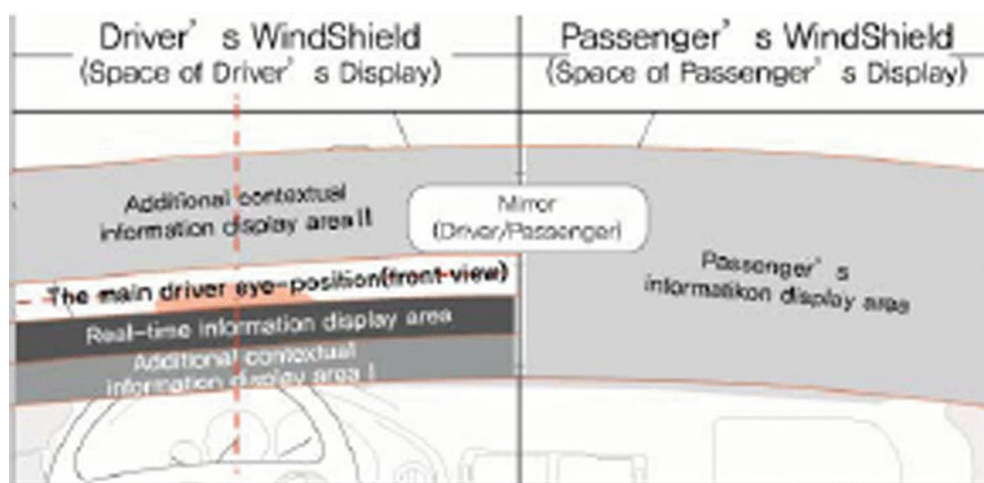 Driver' s WindShield
(Space of Driver' s Display)
Passenger' s WindShield
(Space of Passenger' s Display)
Additional contextual
information display area II
Mirror
(Driver/Passenger)
The main driver eye-position(front view)
Real-time information display area
Additional contextual
information display area I
Passenger' s
informatikon display area